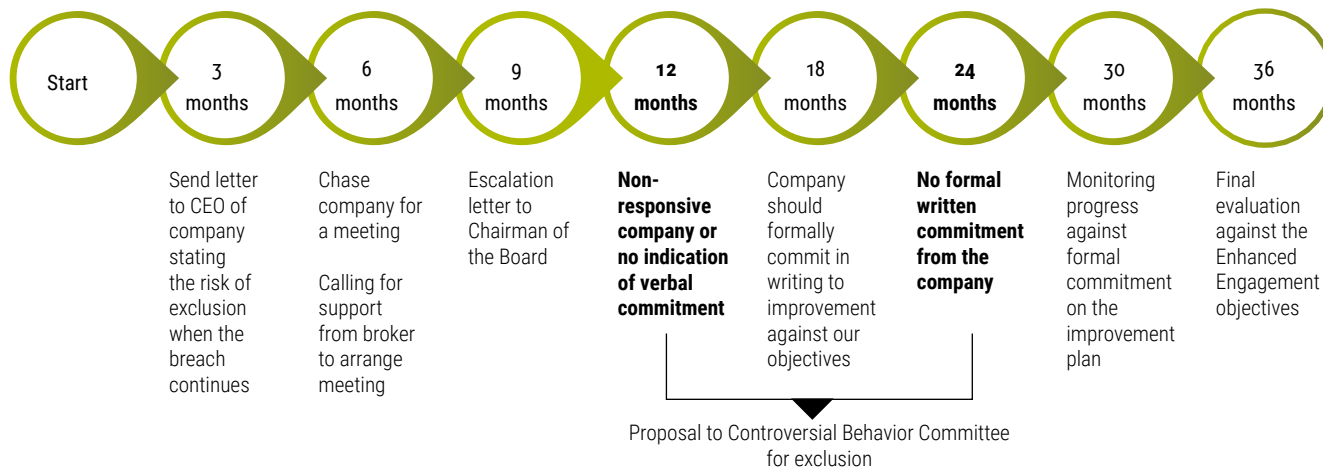 Start
3
months
6
months
9
months
12
months
18
months
24
months
30
months
36
months
Send letter
to CEO of
company
stating
the risk of
exclusion
when the
breach
continues
Chase
company for
a meeting
Calling for
support
from broker
to arrange
meeting
Escalation
letter to
Chairman of
the Board
Non-
responsive
company or
no indication
of verbal
commitment
Company
should
formally
commit in
writing to
improvement
against our
objectives
No formal
written
commitment
from the
company
Monitoring
progress
against
formal
commitment
on the
improvement
plan
Final
evaluation
against the
Enhanced
Engagement
objectives
Proposal to Controversial Behavior Committee
for exclusion